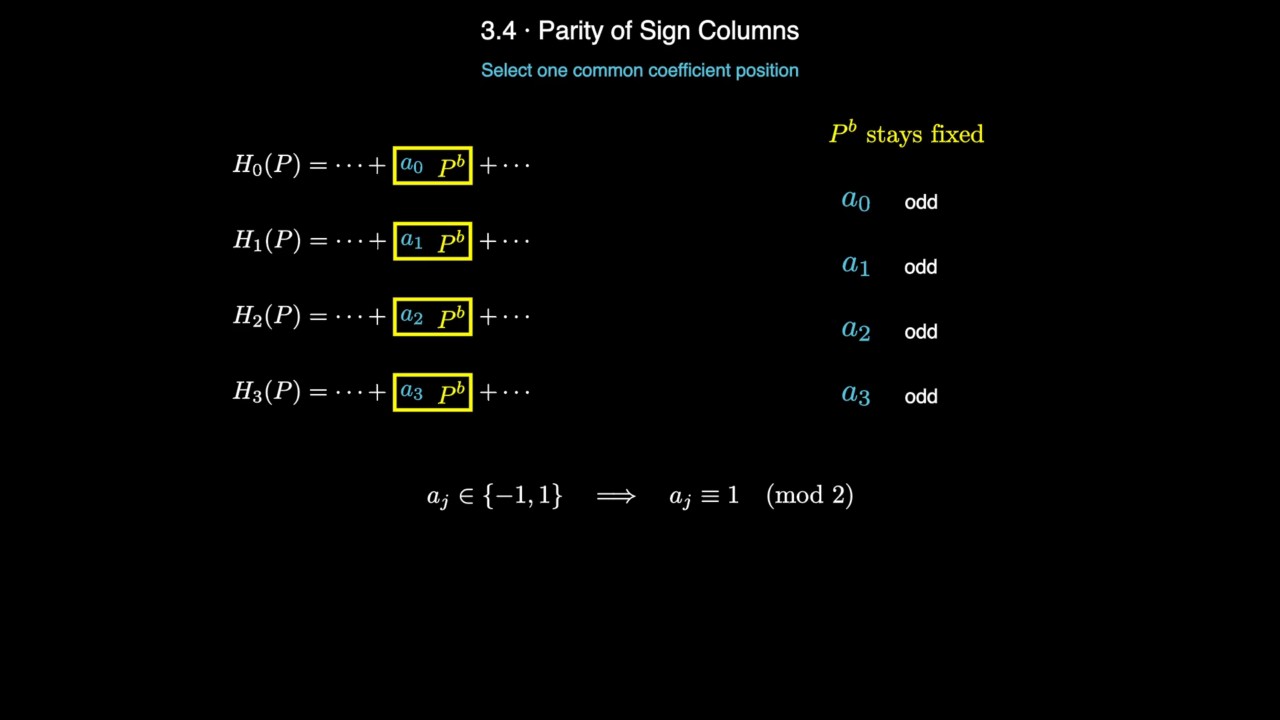 3.4 · Parity of Sign Columns
Select one common coefficient position
P^b stays fixed
H_0(P) = ··· + a_0 P^b + ···
H_1(P) = ··· + a_1 P^b + ···
H_2(P) = ··· + a_2 P^b + ···
H_3(P) = ··· + a_3 P^b + ···
a_0 odd
a_1 odd
a_2 odd
a_3 odd
a_j ∈ {−1, 1} ⟹ a_j ≡ 1 (mod 2)